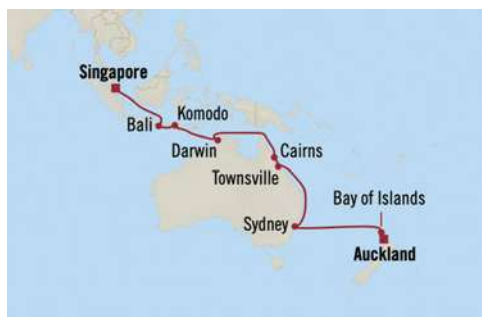 Singapore
Komodo
Bali
Darwin
Cairns
Townsville
Bay of Islands
Sydney
Auckland